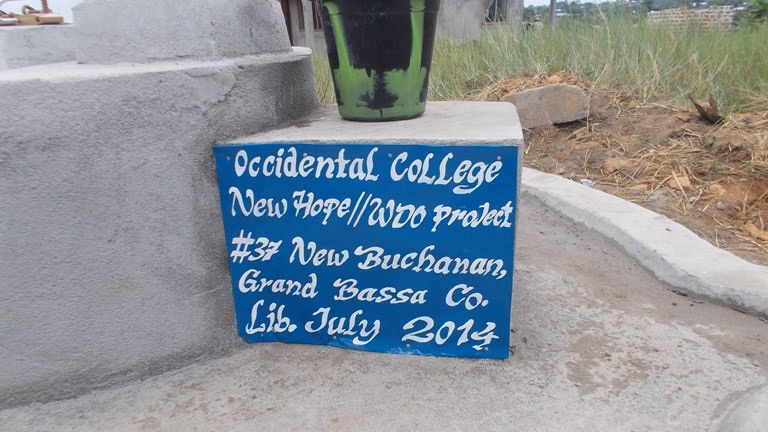 Occidental College
New Hope//WDO project
#37 New Buchanan,
Grand Bassa Co.
Lib. July 2014